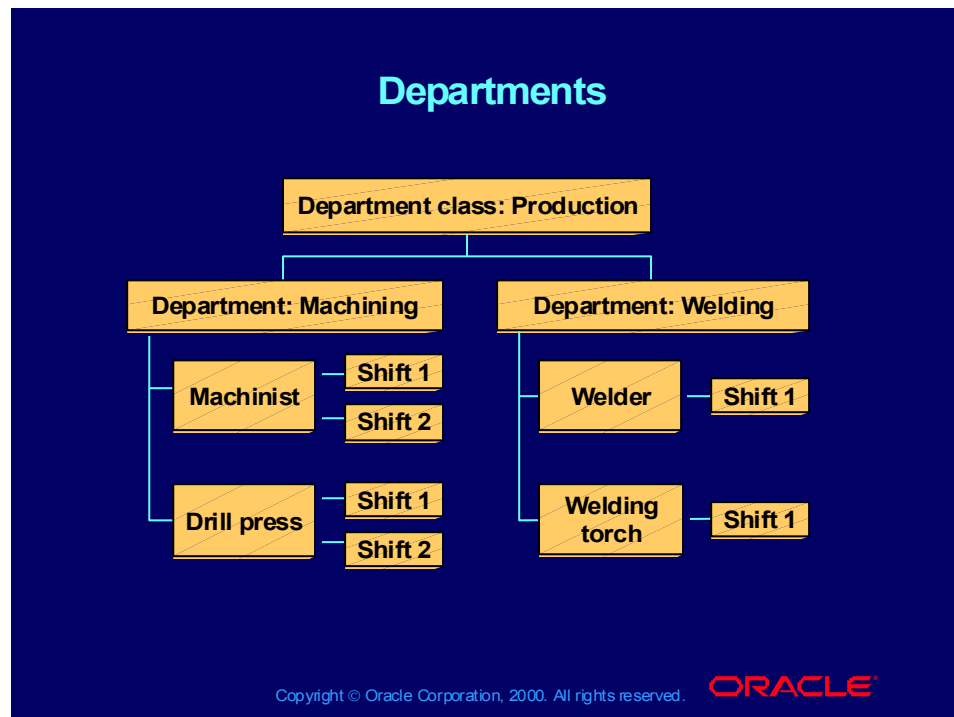 Departments
Department class: Production
Department: Machining
Department: Welding
Machinist
Shift 1
Shift 2
Welder
Shift 1
Drill press
Shift 1
Shift 2
Welding
torch
Shift 1
Copyright © Oracle Corporation, 2000. All rights reserved.
ORACLE®